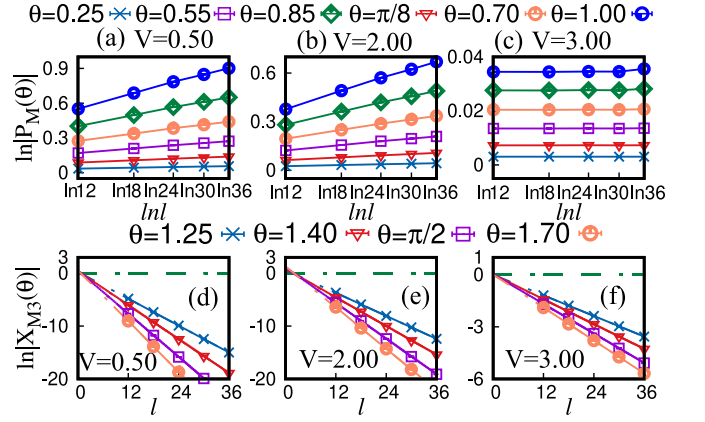 θ=0.25 θ=0.55 θ=0.85 θ=π/8 θ=0.70 θ=1.00
(a) V=0.50 (b) V=2.00 (c) V=3.00
ln|P_M(θ)|
0.9
0.6
0.3
0
ln12 ln18 ln24 ln30 ln36
lnl
0.6
0.3
0
ln12 ln18 ln24 ln30 ln36
lnl
0.04
0.02
0
ln12 ln18 ln24 ln30 ln36
lnl
θ=1.25 θ=1.40 θ=π/2 θ=1.70
ln|X_M3(θ)|
3
0
-10
-20
(d)
V=0.50
0 12 24 36
l
3
0
-10
-20
(e)
V=2.00
0 12 24 36
l
1
0
-3
-6
(f)
V=3.00
0 12 24 36
l